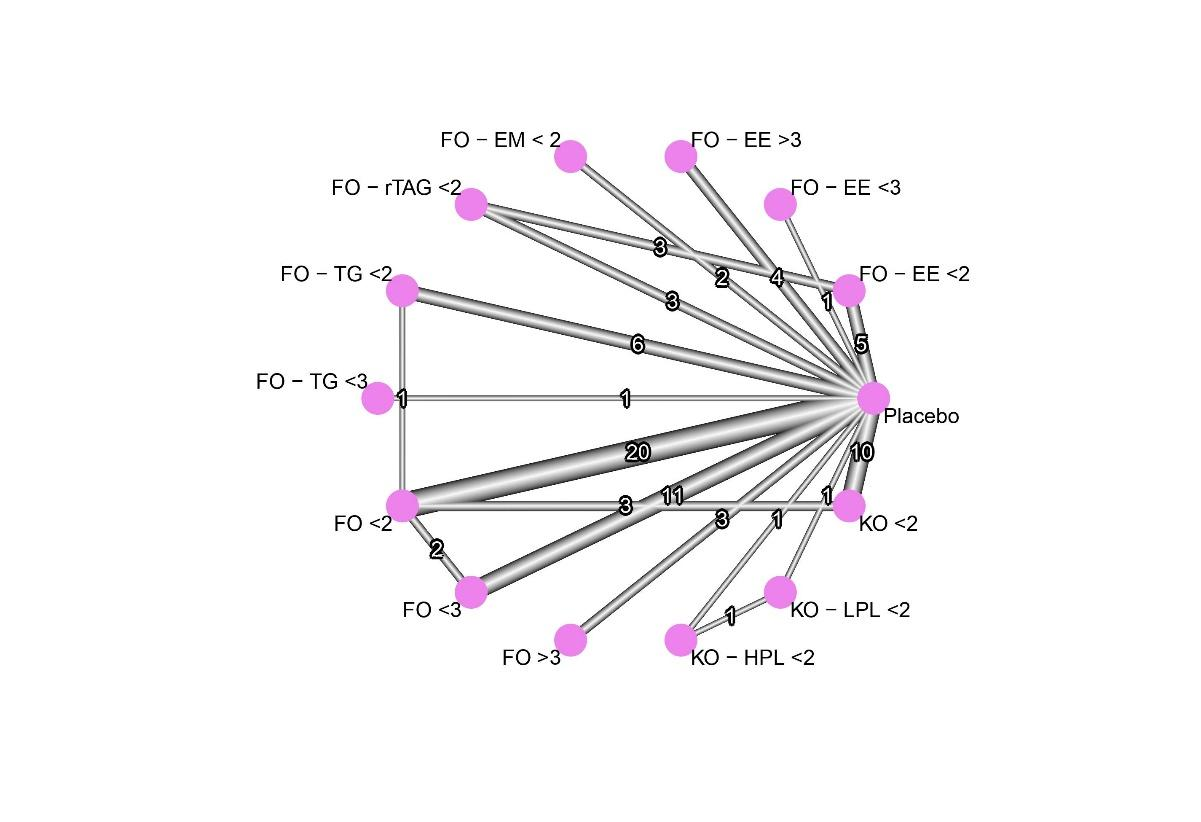 FO − EM < 2
FO − EE >3
FO − rTAG <2
FO − EE <3
3
FO − TG <2
2
4
FO − EE <2
3
1
6
5
FO − TG <3
1
1
Placebo
20
10
11
1
3
FO <2
3
1
KO <2
2
FO <3
KO − LPL <2
1
FO >3
KO − HPL <2